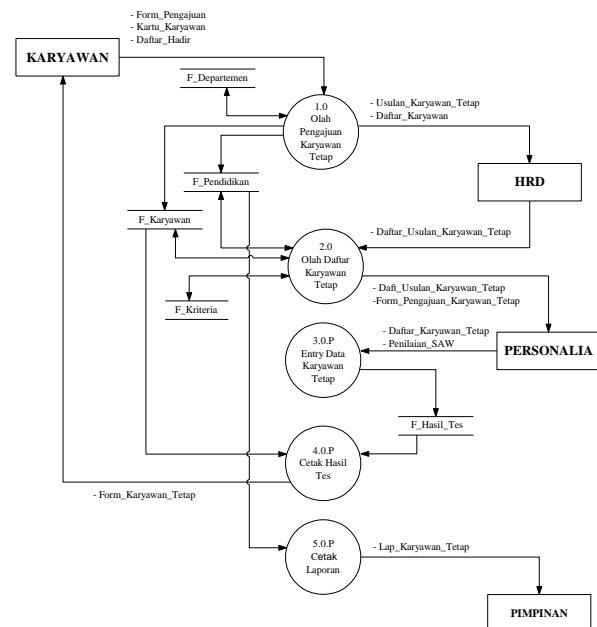 - Form_Pengajuan
- Kartu_Karyawan
- Daftar_Hadir
KARYAWAN
F_Departemen
1.0
Olah
Pengajuan
Karyawan
Tetap
- Usulan_Karyawan_Tetap
- Daftar_Karyawan
F_Pendidikan
HRD
F_Karyawan
- Daftar_Usulan_Karyawan_Tetap
2.0
Olah Daftar
Karyawan
Tetap
F_Kriteria
- Daft_Usulan_Karyawan_Tetap
-Form_Pengajuan_Karyawan_Tetap
3.0.P
Entry Data
Karyawan
Tetap
- Daftar_Karyawan_Tetap
- Penilaian_SAW
PERSONALIA
F_Hasil_Tes
4.0.P
Cetak Hasil
Tes
- Form_Karyawan_Tetap
5.0.P
Cetak
Laporan
- Lap_Karyawan_Tetap
PIMPINAN